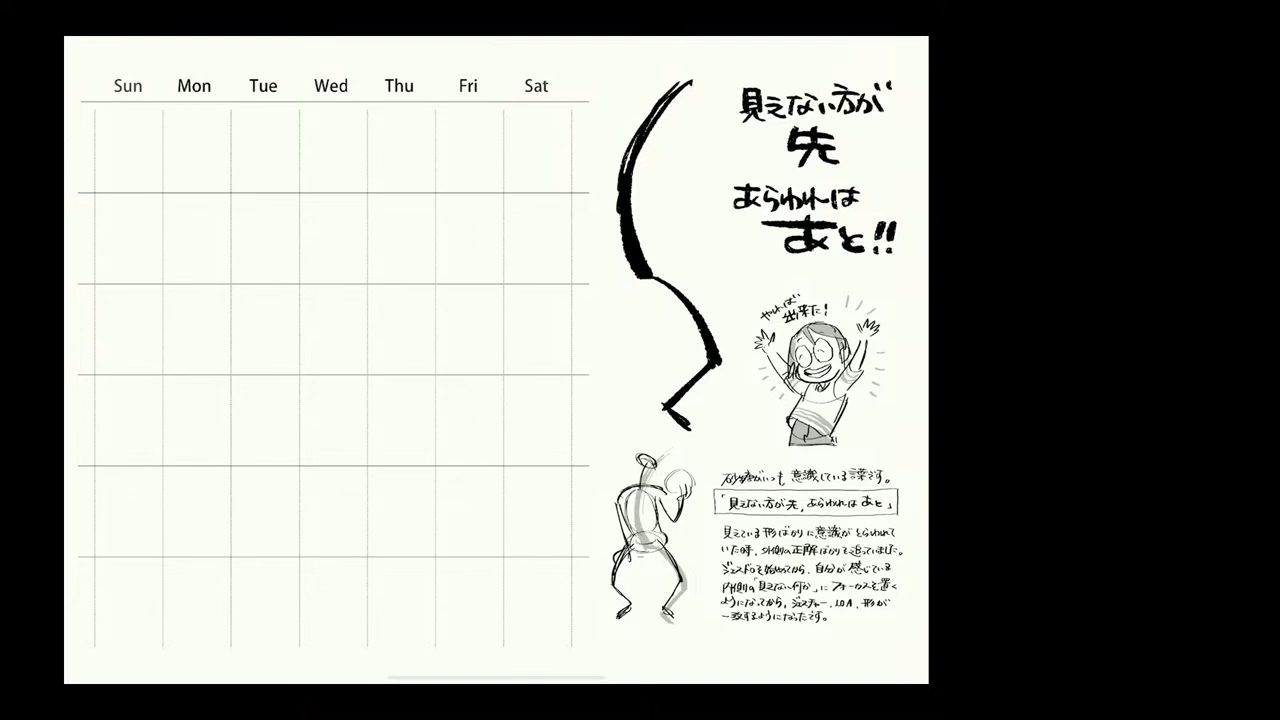 Sun Mon Tue Wed Thu Fri Sat
見えない方が
先
あらわれは
あと!!
やれば
出来た!
いつも意識している言葉です。
「見えない方が先,あらわれはあと」
見えている形ばかりに意識がとらわれて
いた時,外側の正解ばかりを追っていました。
ジェスドロを始めてから,自分が感じている
内側の「見えない何か」にフォーカスを置く
ようになってから,ジェスチャー,LOA,形が
一致するようになったです。